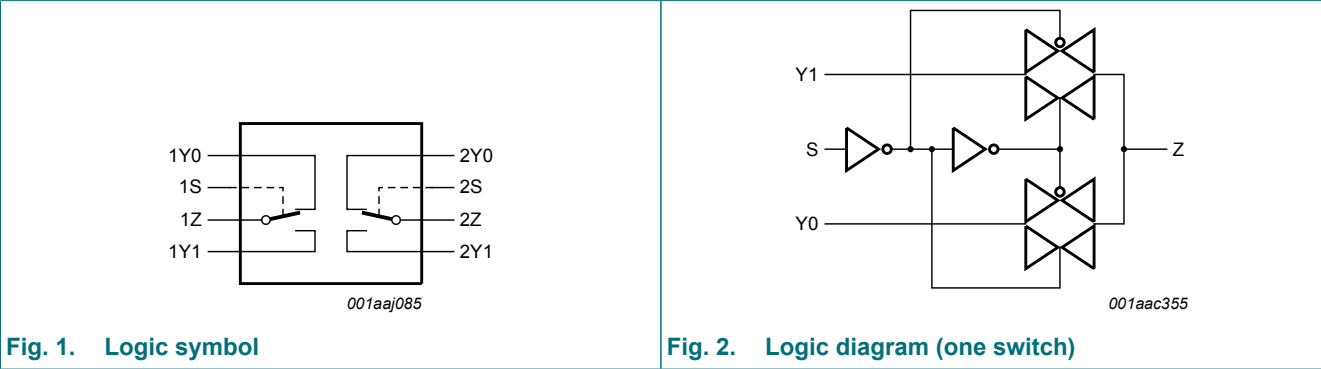 1Y0
1S
1Z
1Y1
2Y0
2S
2Z
2Y1
001aaj085
Fig. 1. Logic symbol
Y1
S
Z
Y0
001aac355
Fig. 2. Logic diagram (one switch)